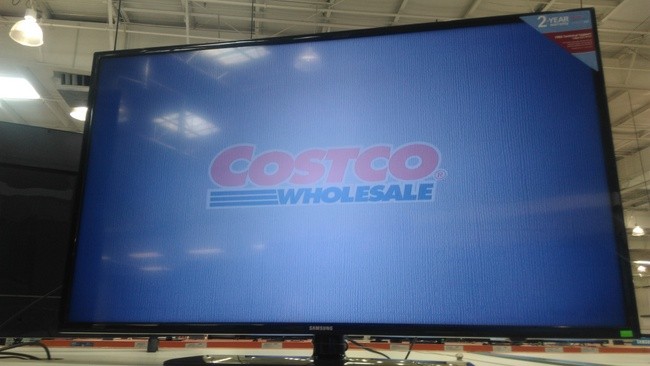 2-YEAR
COSTCO
WHOLESALE
SAMSUNG